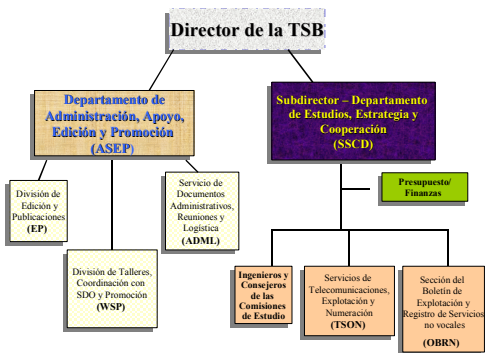 Director de la TSB
Departamento de
Administración, Apoyo,
Edición y Promoción
(ASEP)
Subdirector – Departamento
de Estudios, Estrategia y
Cooperación
(SSCD)
División de
Edición y
Publicaciones
(EP)
Servicio de
Documentos
Administrativos,
Reuniones y
Logística
(ADML)
Presupuesto/
Finanzas
División de Talleres,
Coordinación con
SDO y Promoción
(WSP)
Ingenieros y
Consejeros
de las
Comisiones
de Estudio
Servicios de
Telecomunicaciones,
Explotación y
Numeración
(TSON)
Sección del
Boletín de
Explotación y
Registro de Servicios
no vocales
(OBRN)